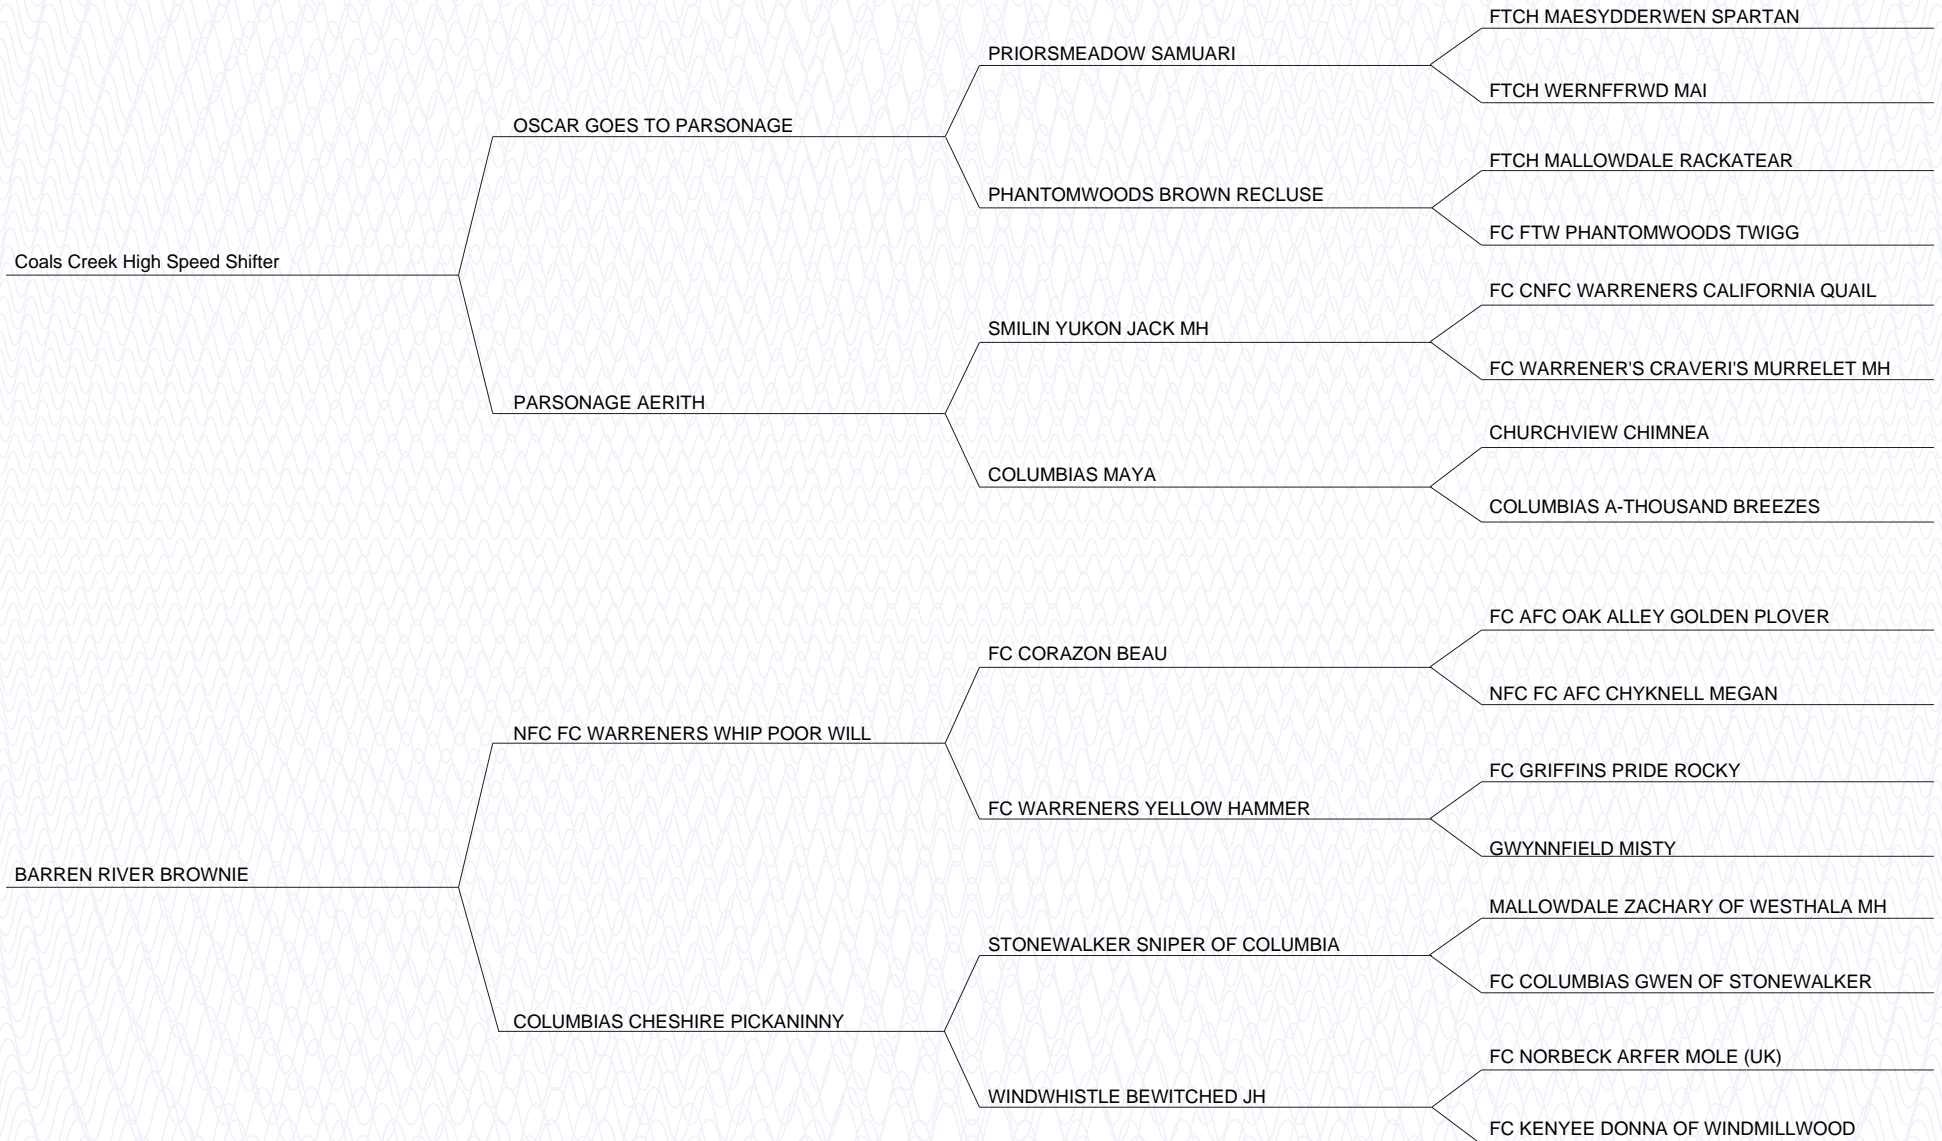 FTCH MAESYDDERWEN SPARTAN
PRIORSMEADOW SAMUARI
FTCH WERNFFRWD MAI
OSCAR GOES TO PARSONAGE
FTCH MALLOWDALE RACKATEAR
PHANTOMWOODS BROWN RECLUSE
FC FTW PHANTOMWOODS TWIGG
Coals Creek High Speed Shifter
FC CNFC WARRENERS CALIFORNIA QUAIL
SMILIN YUKON JACK MH
FC WARRENER'S CRAVERI'S MURRELET MH
PARSONAGE AERITH
CHURCHVIEW CHIMNEA
COLUMBIAS MAYA
COLUMBIAS A-THOUSAND BREEZES
FC AFC OAK ALLEY GOLDEN PLOVER
FC CORAZON BEAU
NFC FC AFC CHYKNELL MEGAN
NFC FC WARRENERS WHIP POOR WILL
FC GRIFFINS PRIDE ROCKY
FC WARRENERS YELLOW HAMMER
GWYNNFIELD MISTY
BARREN RIVER BROWNIE
MALLOWDALE ZACHARY OF WESTHALA MH
STONEWALKER SNIPER OF COLUMBIA
FC COLUMBIAS GWEN OF STONEWALKER
COLUMBIAS CHESHIRE PICKANINNY
FC NORBECK ARFER MOLE (UK)
WINDWHISTLE BEWITCHED JH
FC KENYEE DONNA OF WINDMILLWOOD